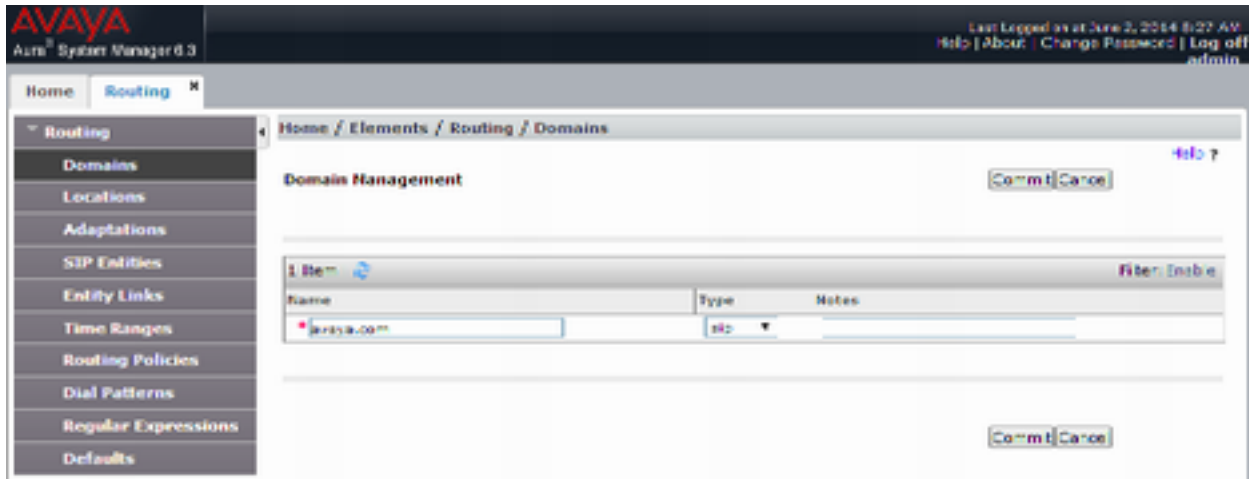 AVAYA
Aura® System Manager 6.3
Last Logged on at June 2, 2014 8:27 AM
Help | About | Change Password | Log off
admin
Home Routing ✖
Routing
Home / Elements / Routing / Domains
Domains
Help ?
Domain Management
Commit Cancel
Locations
Adaptations
SIP Entities
1 Item
Filter: Enable
Entity Links
Name Type Notes
Time Ranges
* avaya.com sip
Routing Policies
Dial Patterns
Regular Expressions
Commit Cancel
Defaults